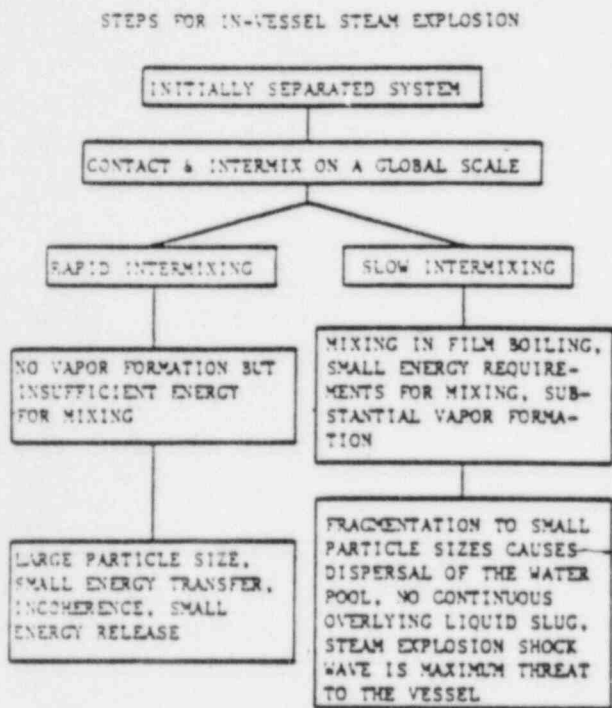 STEPS FOR IN-VESSEL STEAM EXPLOSION
INITIALLY SEPARATED SYSTEM
CONTACT & INTERMIX ON A GLOBAL SCALE
RAPID INTERMIXING
NO VAPOR FORMATION BUT
INSUFFICIENT ENERGY
FOR MIXING
LARGE PARTICLE SIZE,
SMALL ENERGY TRANSFER,
INCOHERENCE, SMALL
ENERGY RELEASE
SLOW INTERMIXING
MIXING IN FILM BOILING,
SMALL ENERGY REQUIRE-
MENTS FOR MIXING, SUB-
STANTIAL VAPOR FORMA-
TION
FRAGMENTATION TO SMALL
PARTICLE SIZES CAUSES
DISPERSAL OF THE WATER
POOL, NO CONTINUOUS
OVERLYING LIQUID SLUG,
STEAM EXPLOSION SHOCK
WAVE IS MAXIMUM THREAT
TO THE VESSEL